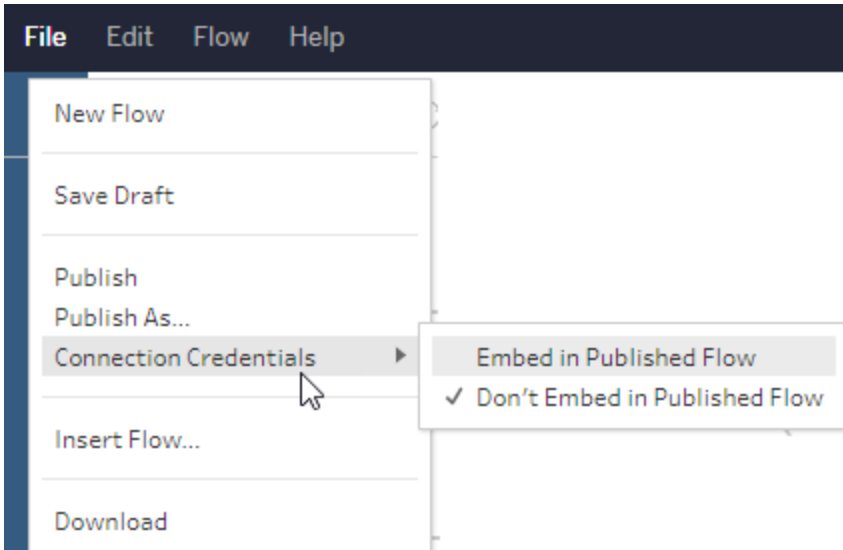 File Edit Flow Help
New Flow
Save Draft
Publish
Publish As...
Connection Credentials
Embed in Published Flow
Don't Embed in Published Flow
Insert Flow...
Download